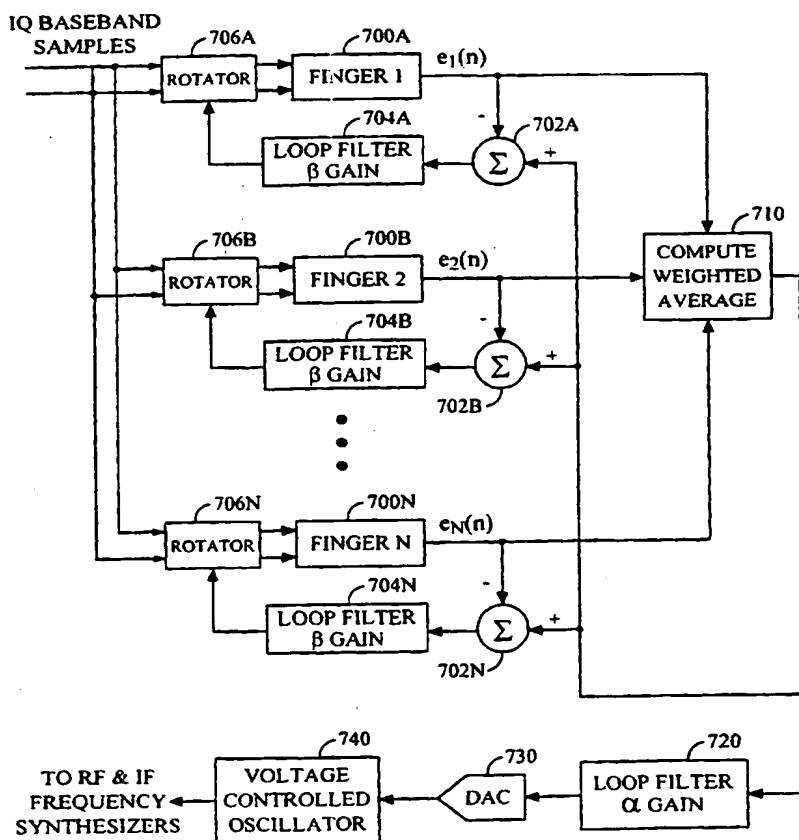 IQ BASEBAND
SAMPLES
706A
700A
ROTATOR
FINGER 1
e₁(n)
704A
LOOP FILTER
β GAIN
-
702A
Σ
+
710
COMPUTE
WEIGHTED
AVERAGE
706B
700B
ROTATOR
FINGER 2
e₂(n)
704B
LOOP FILTER
β GAIN
-
Σ
+
702B
706N
700N
ROTATOR
FINGER N
eN(n)
704N
LOOP FILTER
β GAIN
-
Σ
+
702N
740
730
720
TO RF & IF
FREQUENCY
SYNTHESIZERS
VOLTAGE
CONTROLLED
OSCILLATOR
DAC
LOOP FILTER
α GAIN